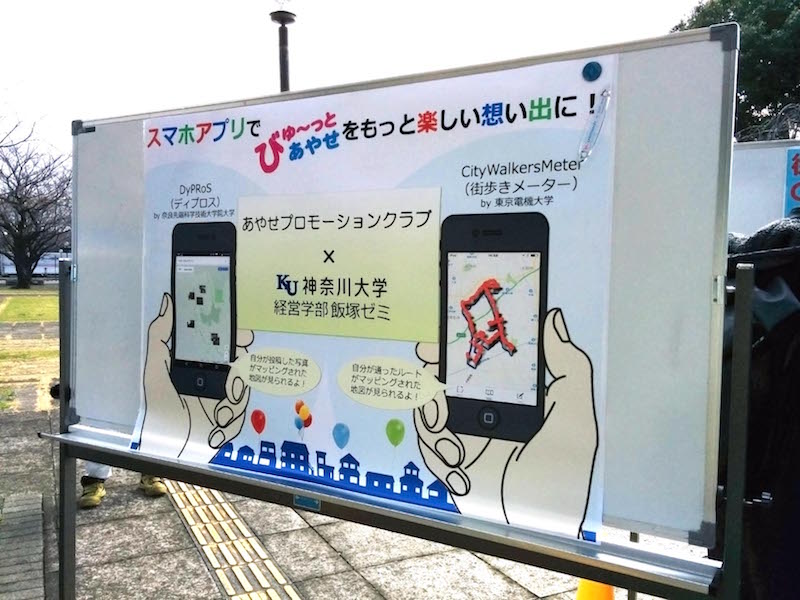 スマホアプリで びゅ〜っと あやせ をもっと楽しい想い出に！
DyPRoS
（ディプロス）
by 奈良先端科学技術大学院大学
CityWalkersMeter
（街歩きメーター）
by 東京電機大学
あやせプロモーションクラブ
×
KU 神奈川大学
経営学部 飯塚ゼミ
自分が投稿した写真
がマッピングされた
地図が見られるよ！
自分が通ったルート
がマッピングされた
地図が見られるよ！